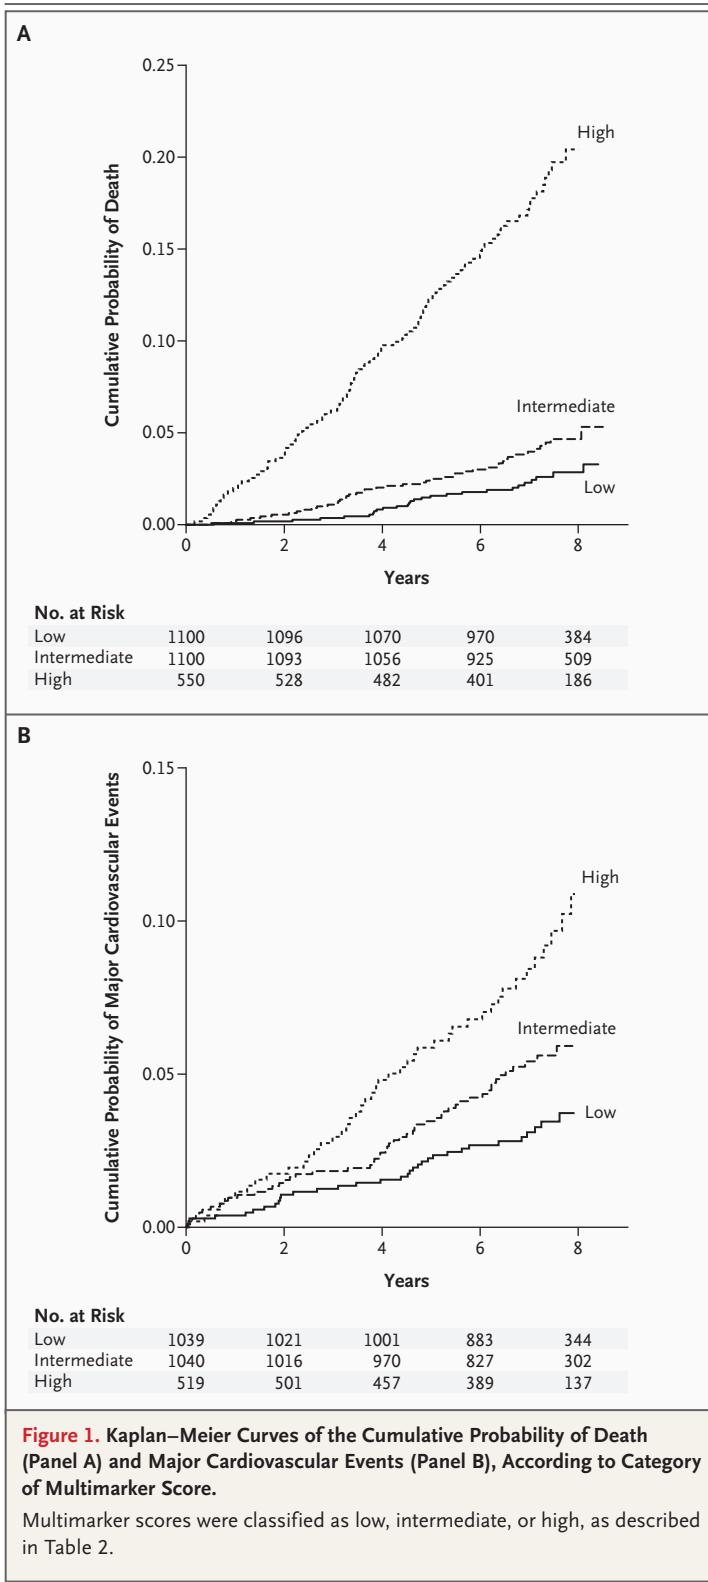 A
0.25
0.20
0.15
0.10
0.05
0.00
Cumulative Probability of Death
High
Intermediate
Low
0 2 4 6 8
Years
No. at Risk
Low 1100 1096 1070 970 384
Intermediate 1100 1093 1056 925 509
High 550 528 482 401 186
B
0.15
0.10
0.05
0.00
Cumulative Probability of Major Cardiovascular Events
High
Intermediate
Low
0 2 4 6 8
Years
No. at Risk
Low 1039 1021 1001 883 344
Intermediate 1040 1016 970 827 302
High 519 501 457 389 137
Figure 1. Kaplan–Meier Curves of the Cumulative Probability of Death
(Panel A) and Major Cardiovascular Events (Panel B), According to Category
of Multimarker Score.
Multimarker scores were classified as low, intermediate, or high, as described
in Table 2.